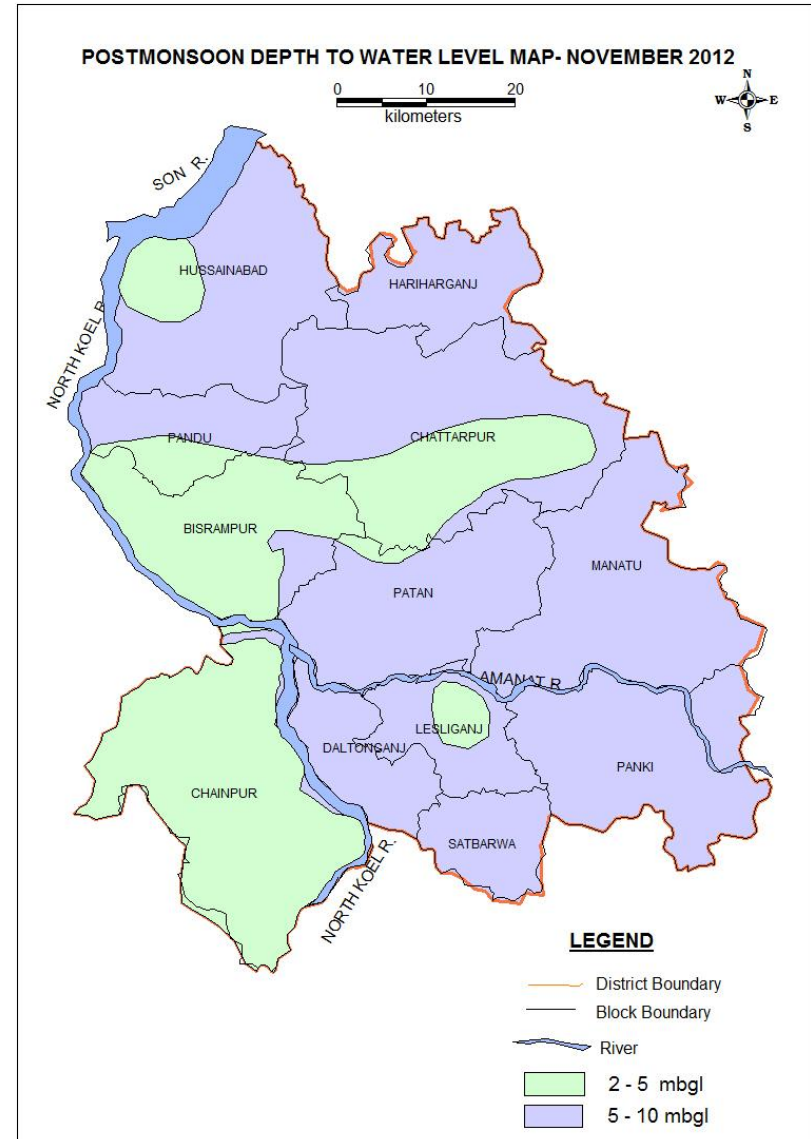 POSTMONSOON DEPTH TO WATER LEVEL MAP- NOVEMBER 2012
0 10 20
kilometers
N
W E
S
SON R.
HUSSAINABAD
HARIHARGANJ
NORTH KOEL R.
PANDU
CHATTARPUR
BISRAMPUR
MANATU
PATAN
AMANAT R.
LESLIGANJ
DALTONGANJ
PANKI
CHAINPUR
SATBARWA
NORTH KOEL R.
LEGEND
District Boundary
Block Boundary
River
2 - 5 mbgl
5 - 10 mbgl